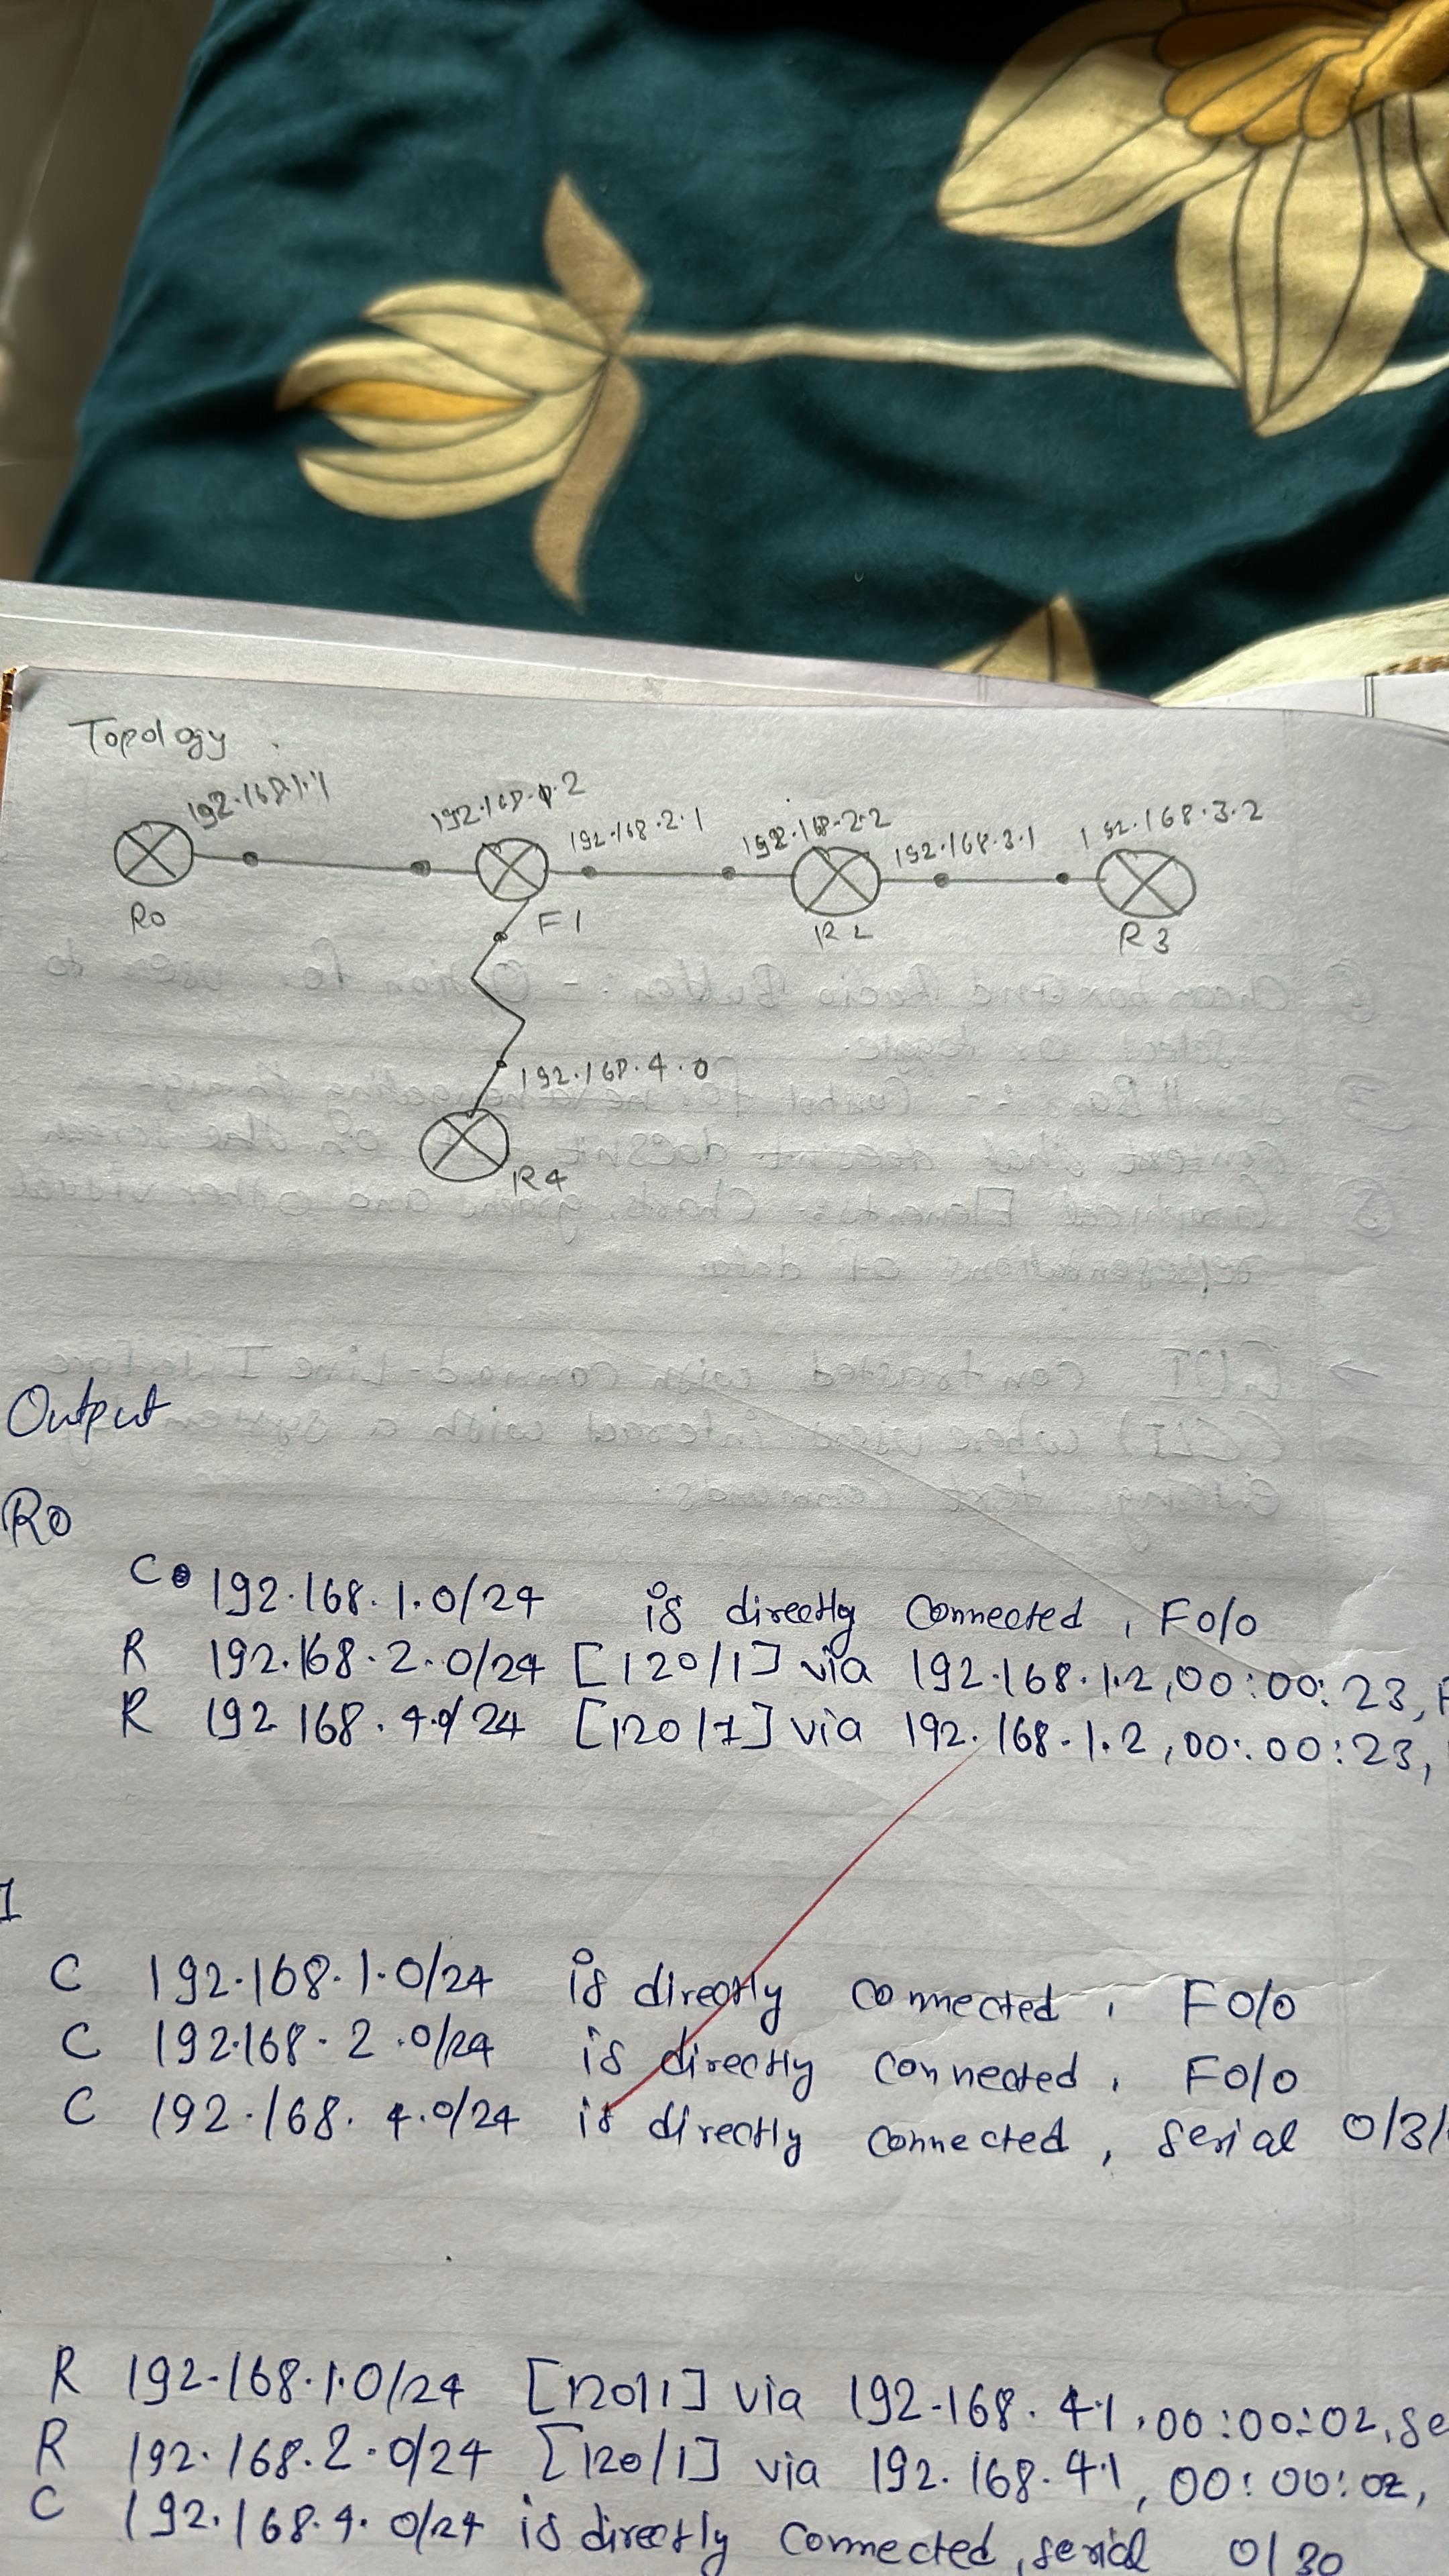 Topology
192.168.1.1
192.168.1.2
192.168.2.1
192.168.2.2
192.168.3.1
192.168.3.2
R0
F1
R2
R3
192.168.4.0
R4
Output
R0
C 192.168.1.0/24 is directly connected, F0/0
R 192.168.2.0/24 [120/1] via 192.168.1.2,00:00:23,
R 192.168.4.0/24 [120/1] via 192.168.1.2,00:00:23,
1
C 192.168.1.0/24 is directly connected, F0/0
C 192.168.2.0/24 is directly connected, F0/0
C 192.168.4.0/24 is directly connected, serial 0/3/
R 192.168.1.0/24 [120/1] via 192.168.4.1,00:00:02,Se
R 192.168.2.0/24 [120/1] via 192.168.4.1,00:00:02,
C 192.168.4.0/24 is directly connected, serial 0/30